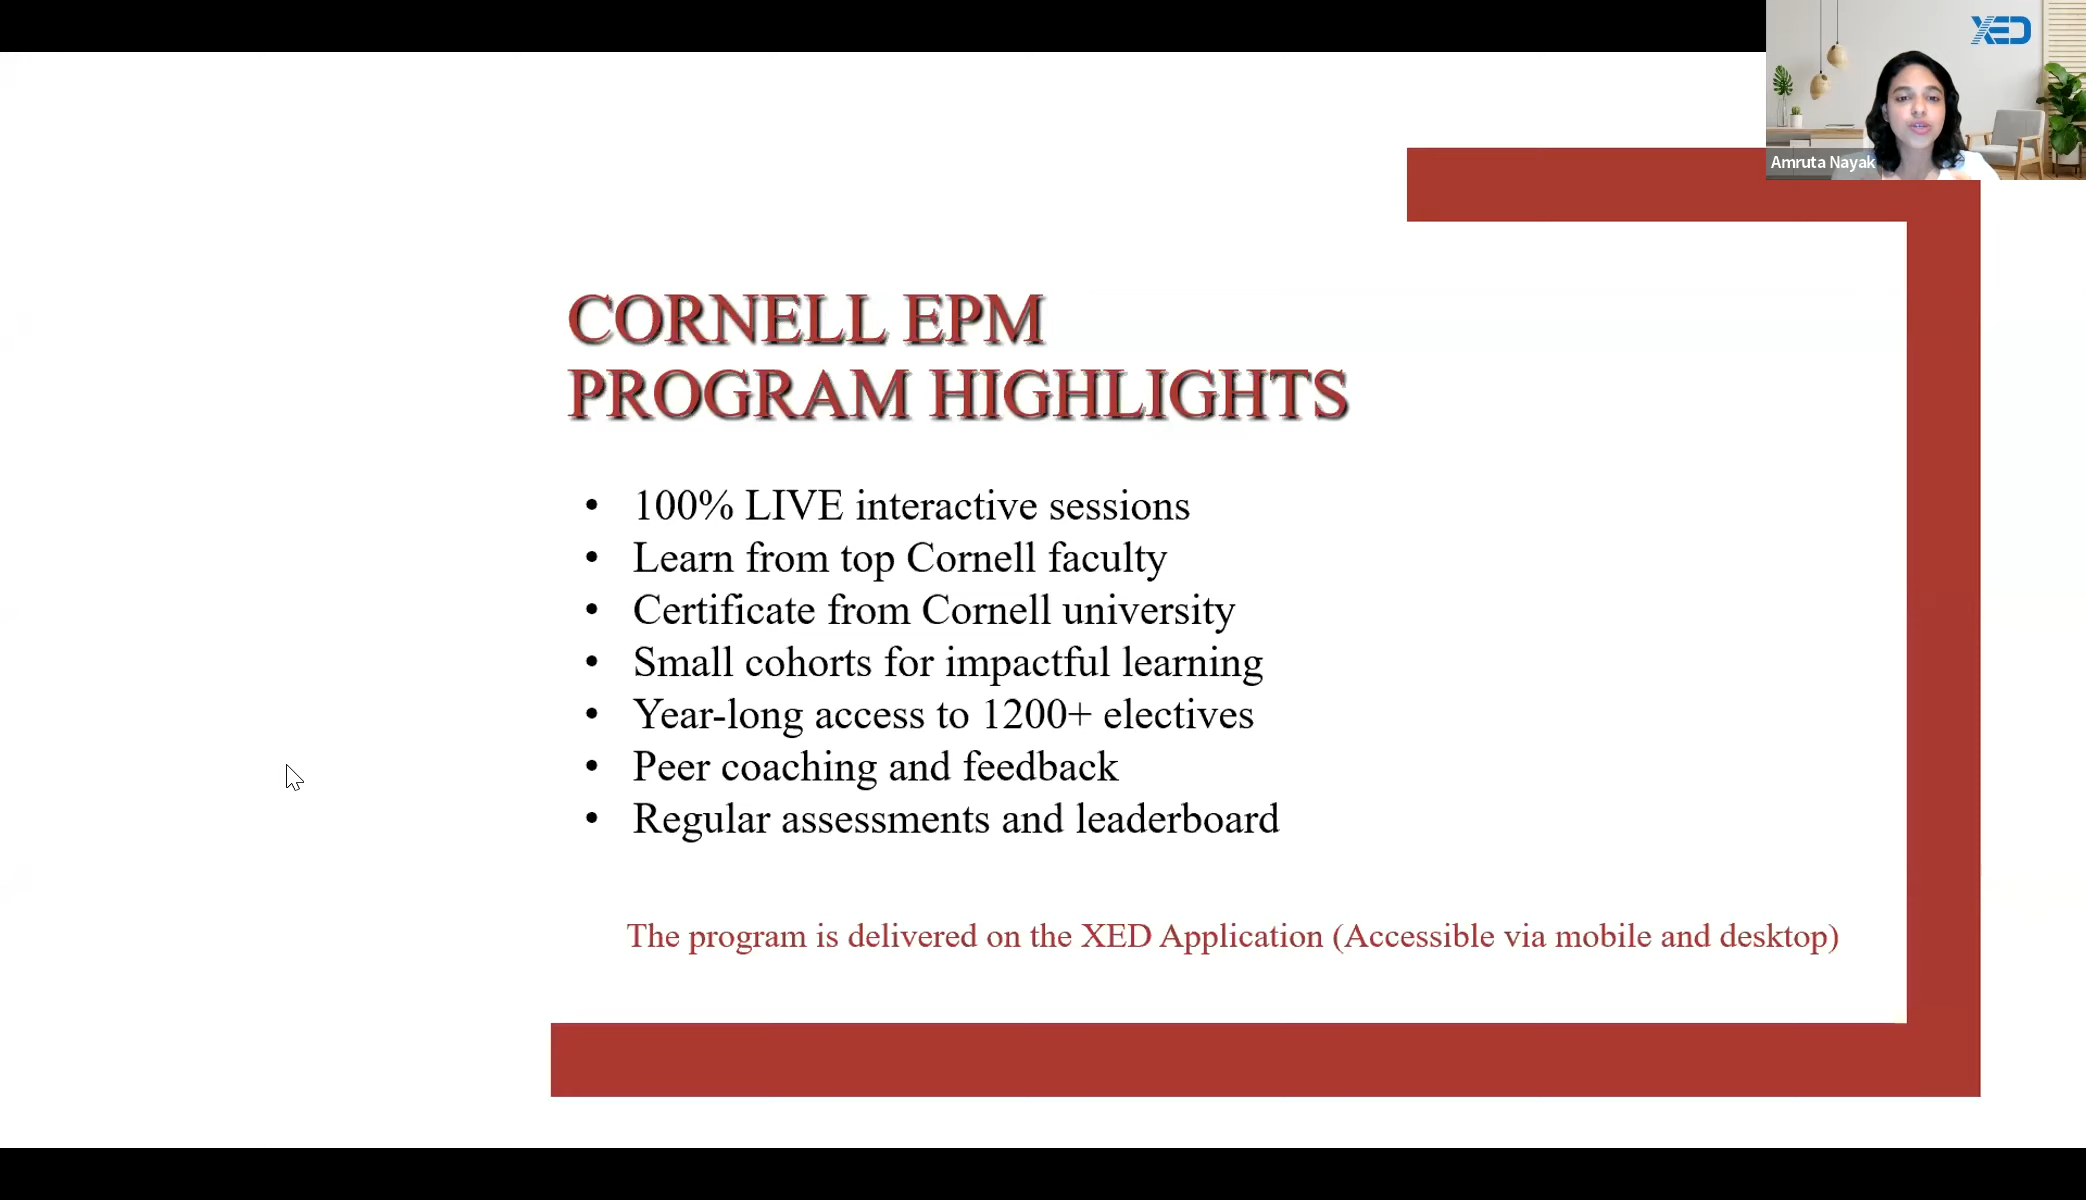 XED
Amruta Nayak
CORNELL EPM
PROGRAM HIGHLIGHTS
• 100% LIVE interactive sessions
• Learn from top Cornell faculty
• Certificate from Cornell university
• Small cohorts for impactful learning
• Year-long access to 1200+ electives
• Peer coaching and feedback
• Regular assessments and leaderboard
The program is delivered on the XED Application (Accessible via mobile and desktop)